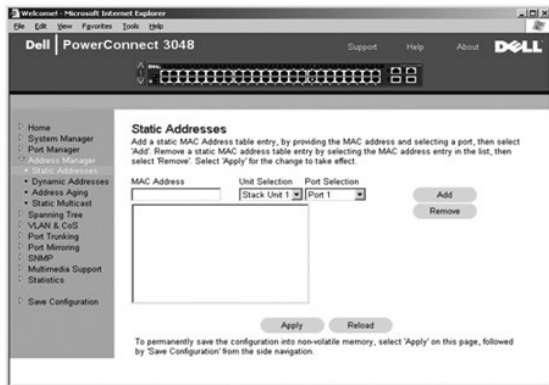 Welcome! - Microsoft Internet Explorer
File Edit View Favorites Tools Help
Dell | PowerConnect 3048
Support Help About DELL
Home
System Manager
Port Manager
Address Manager
Static Addresses
Dynamic Addresses
Address Aging
Static Multicast
Spanning Tree
VLAN & CoS
Port Trunking
Port Mirroring
SNMP
Multimedia Support
Statistics
Save Configuration
Static Addresses
Add a static MAC Address table entry, by providing the MAC address and selecting a port, then select
'Add'. Remove a static MAC address table entry by selecting the MAC address entry in the list, then
select 'Remove'. Select 'Apply' for the change to take effect.
MAC Address Unit Selection Port Selection
Stack Unit 1 Port 1 Add
Remove
Apply Reload
To permanently save the configuration into non-volatile memory, select 'Apply' on this page, followed
by 'Save Configuration' from the side navigation.